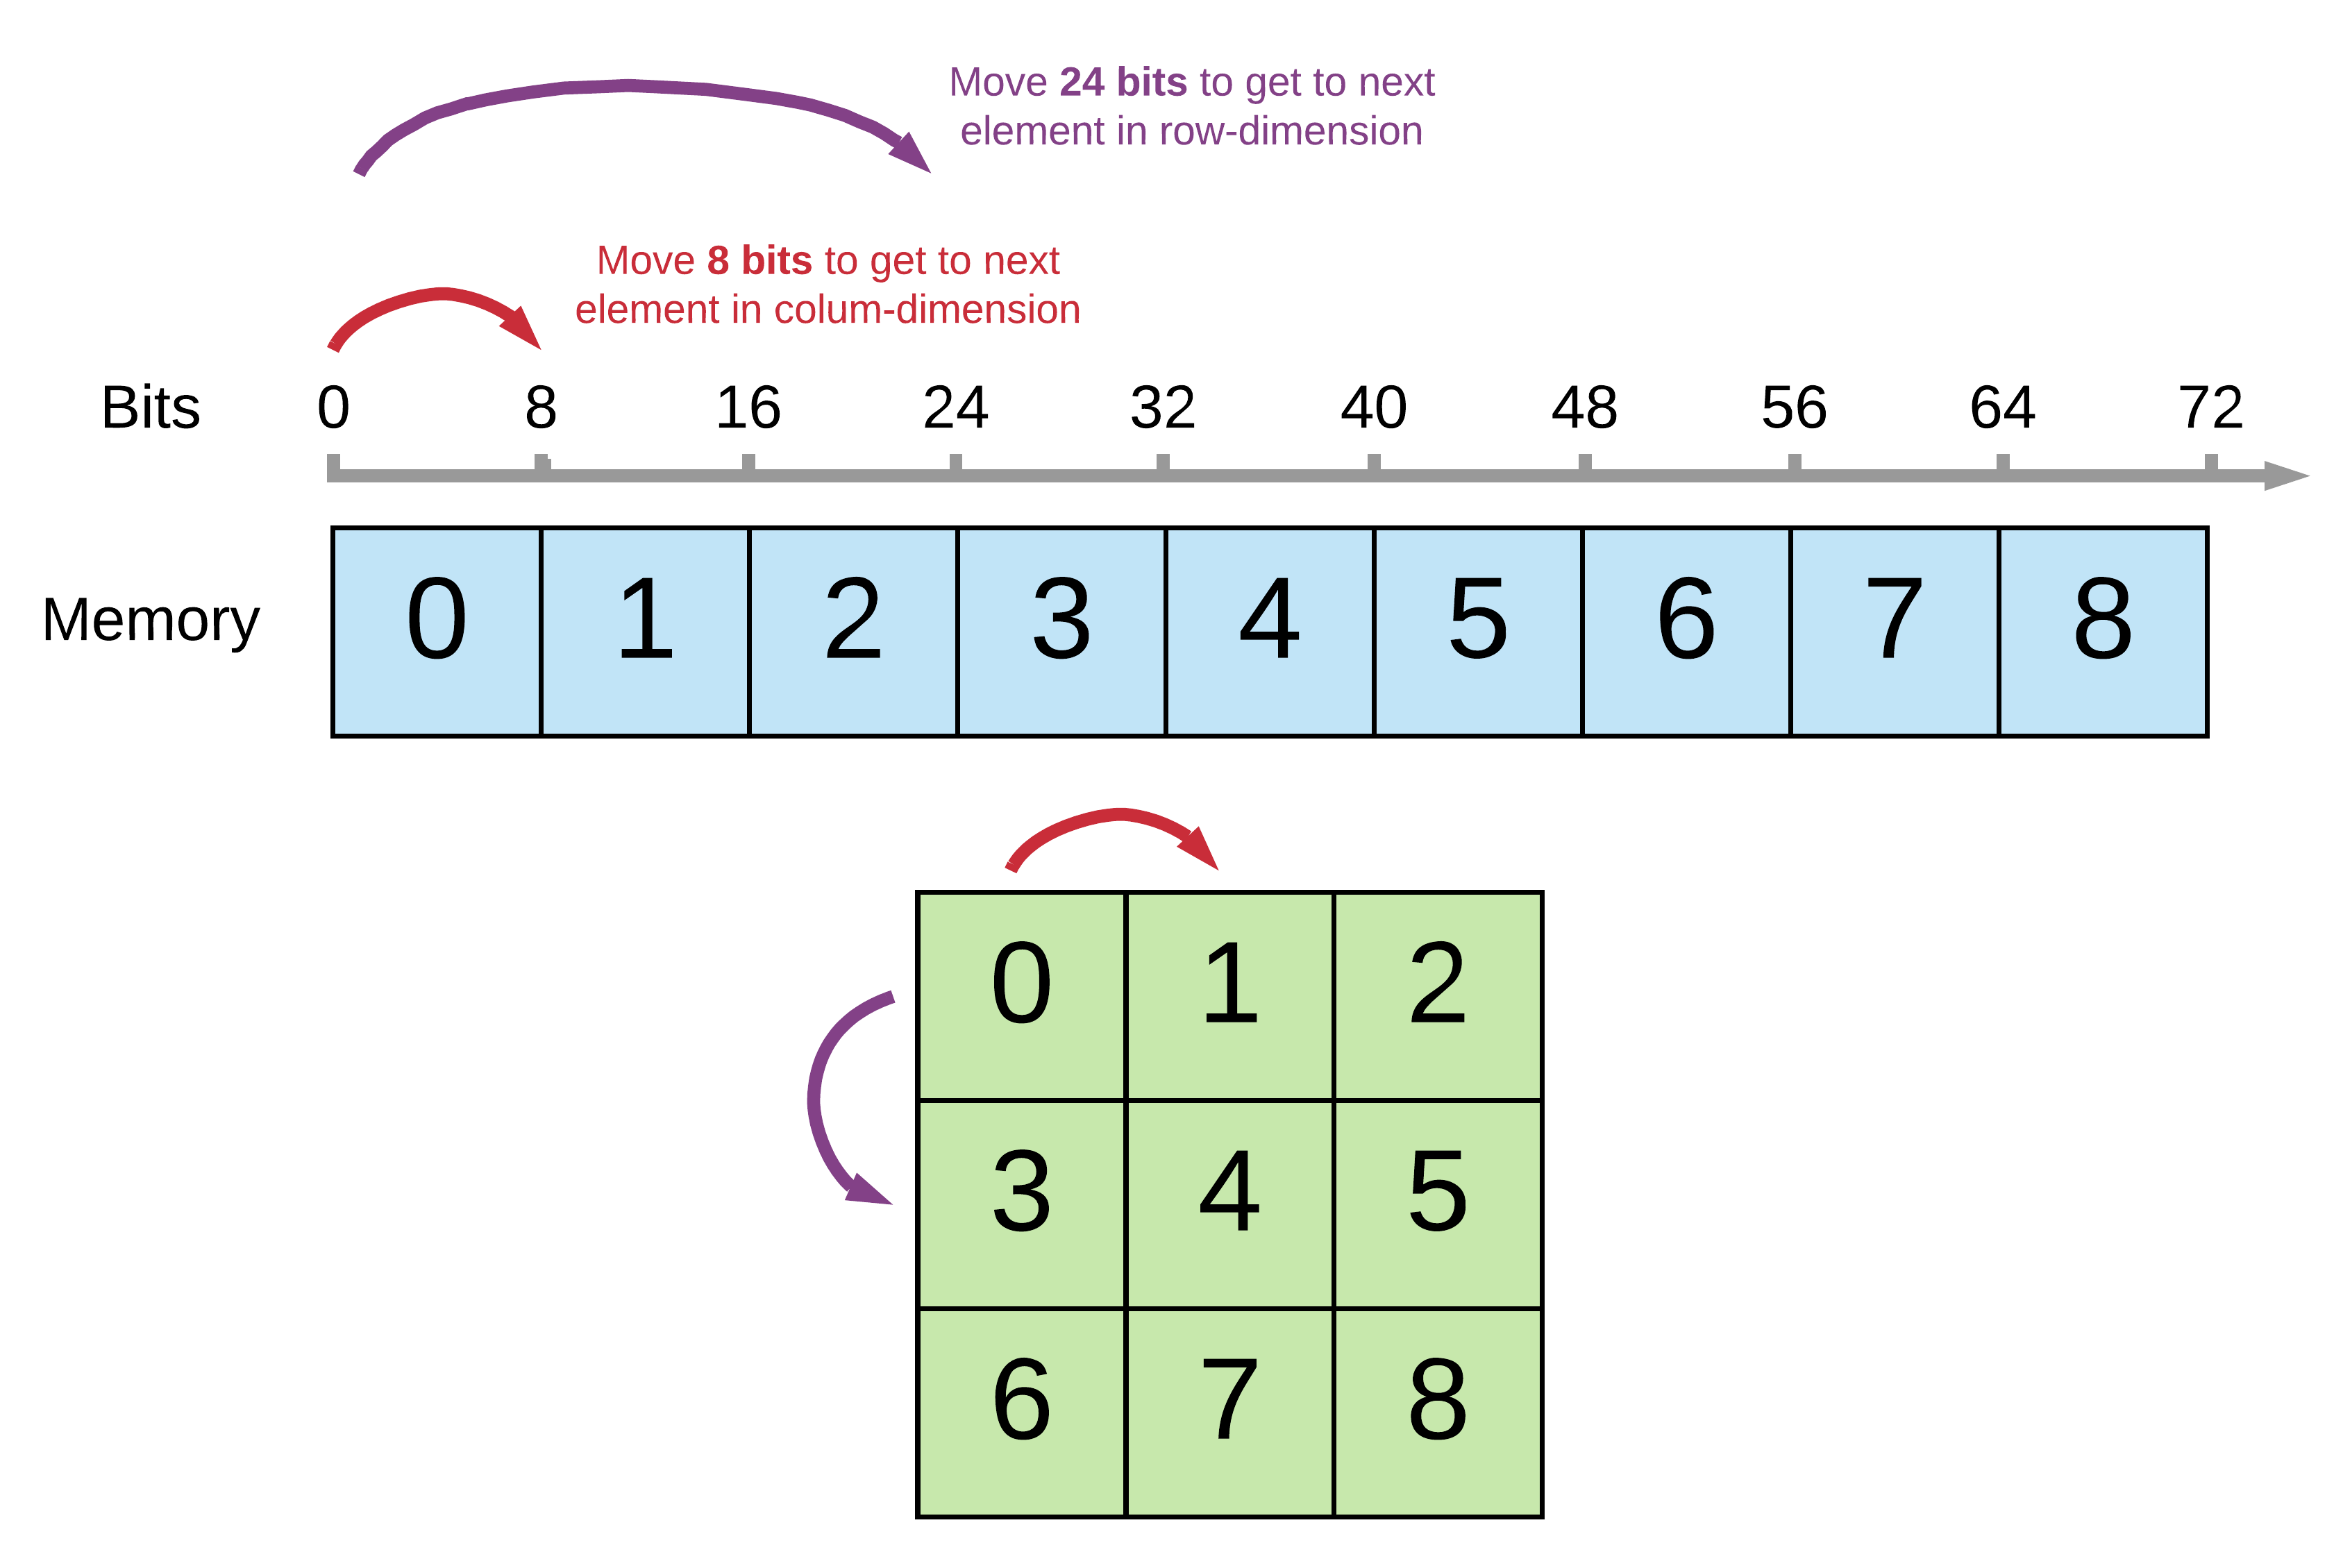 Move 24 bits to get to next
element in row-dimension
Move 8 bits to get to next
element in colum-dimension
Bits 0 8 16 24 32 40 48 56 64 72
Memory 0 1 2 3 4 5 6 7 8
0 1 2
3 4 5
6 7 8